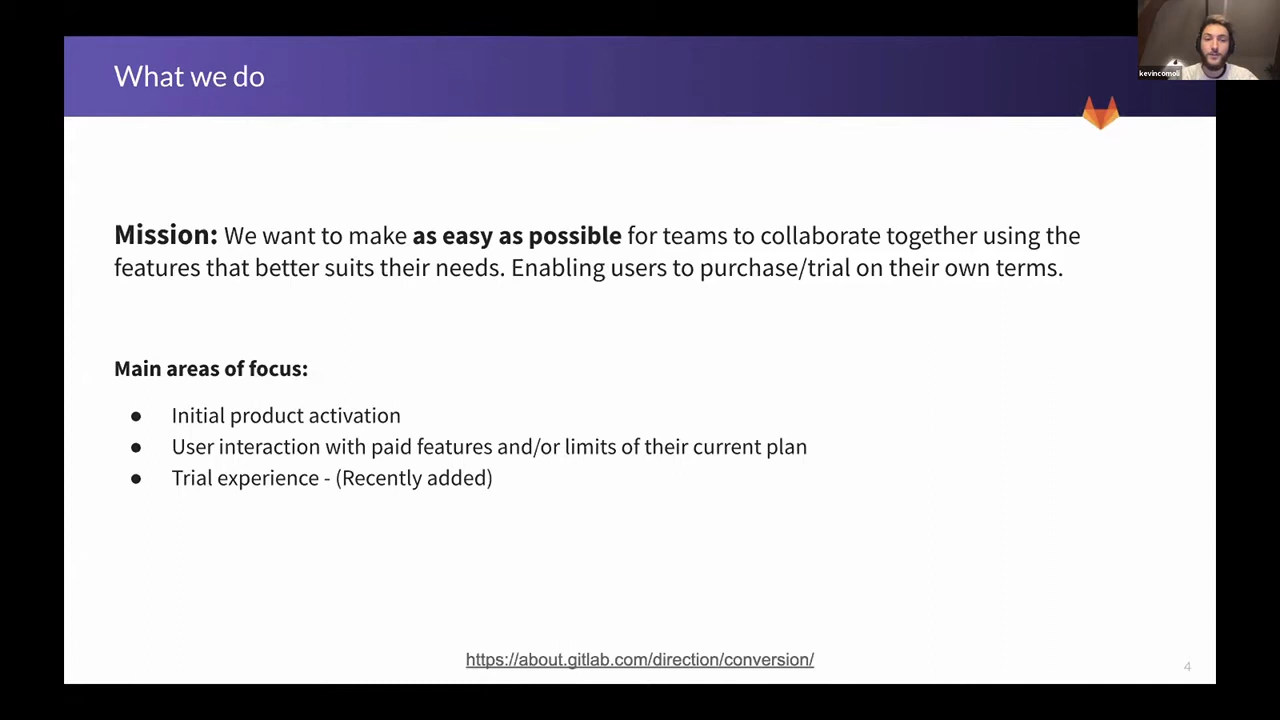 What we do
kevincomoli
Mission: We want to make as easy as possible for teams to collaborate together using the
features that better suits their needs. Enabling users to purchase/trial on their own terms.
Main areas of focus:
● Initial product activation
● User interaction with paid features and/or limits of their current plan
● Trial experience - (Recently added)
https://about.gitlab.com/direction/conversion/
4